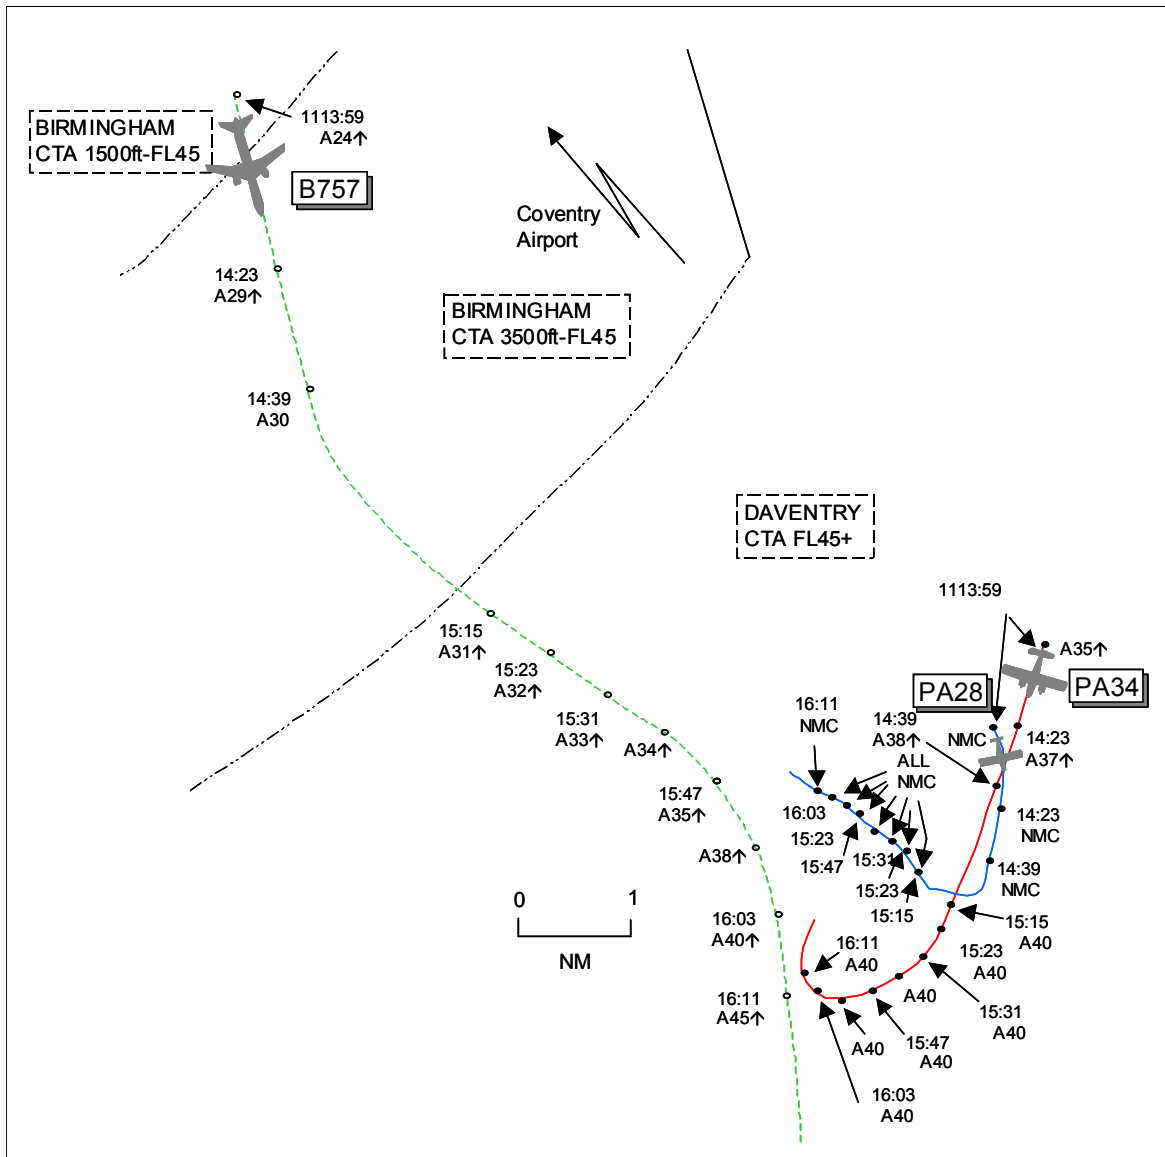 1113:59
A24↑
BIRMINGHAM
CTA 1500ft-FL45
B757
Coventry
Airport
14:23
A29↑
BIRMINGHAM
CTA 3500ft-FL45
14:39
A30
DAVENTRY
CTA FL45+
1113:59
15:15
A31↑
A35↑
15:23
A32↑
PA28
PA34
16:11
NMC
14:39
A38↑
NMC
14:23
A37↑
15:31
A33↑
A34↑
ALL
NMC
15:47
A35↑
16:03
14:23
NMC
15:23
A38↑
15:47
15:31
14:39
NMC
15:23
0
1
15:15
15:15
A40
16:03
A40↑
NM
16:11
A40
15:23
A40
16:11
A45↑
A40
15:31
A40
A40
15:47
A40
16:03
A40